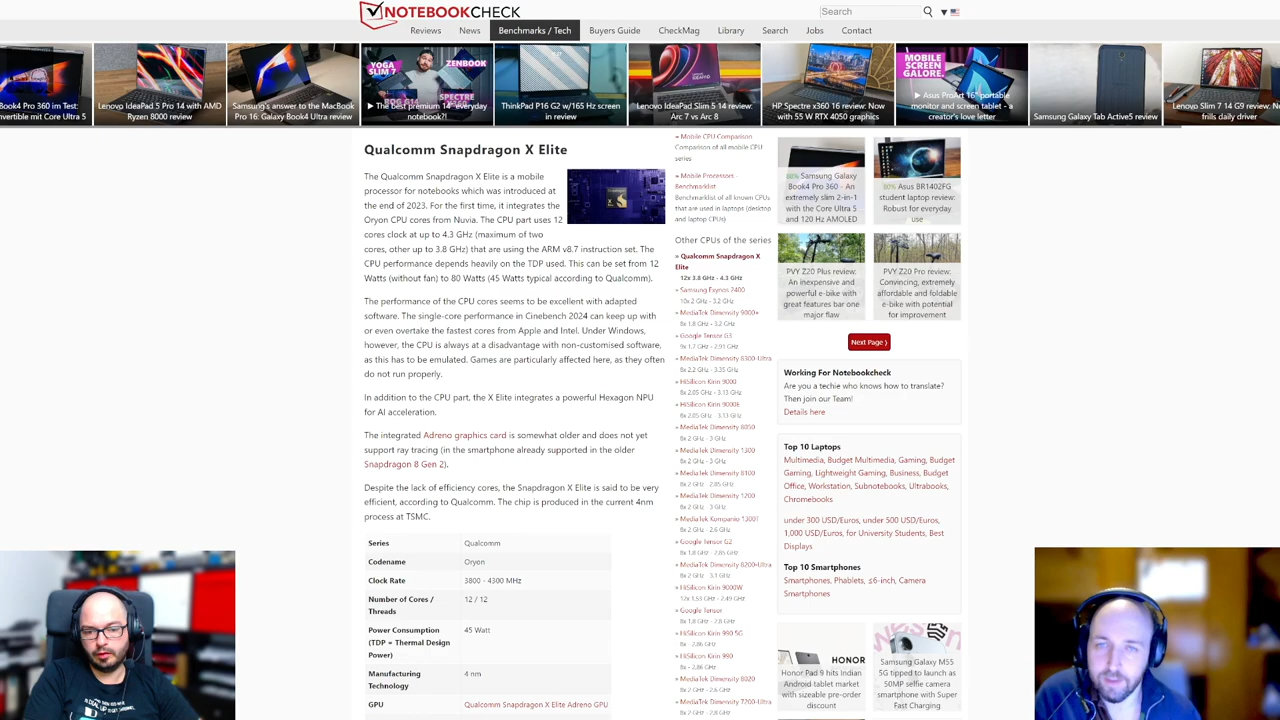 NOTEBOOKCHECK
Search
Reviews News Benchmarks / Tech Buyers Guide CheckMag Library Search Jobs Contact
Book4 Pro 360 im Test:
Convertible mit Core Ultra 5
Lenovo IdeaPad 5 Pro 14 with AMD
Ryzen 8000 review
Samsung's answer to the MacBook
Pro 16: Galaxy Book4 Ultra review
YOGA SLIM 7
ZENBOOK
ROG G14
SPECTRE
▶ The best premium 14" everyday
notebook?!
ThinkPad P16 G2 w/165 Hz screen
in review
Lenovo IdeaPad Slim 5 14 review:
Arc 7 vs Arc 8
HP Spectre x360 16 review: Now
with 55 W RTX 4050 graphics
MOBILE
SCREEN
GALORE.
▶ Asus ProArt 16" portable
monitor and screen tablet - a
creator's love letter
Samsung Galaxy Tab Active5 review
Lenovo Slim 7 14 G9 review: No
frills daily driver
Qualcomm Snapdragon X Elite
The Qualcomm Snapdragon X Elite is a mobile
processor for notebooks which was introduced at
the end of 2023. For the first time, it integrates the
Oryon CPU cores from Nuvia. The CPU part uses 12
cores clock at up to 4.3 GHz (maximum of two
cores, other up to 3.8 GHz) that are using the ARM v8.7 instruction set. The
CPU performance depends heavily on the TDP used. This can be set from 12
Watts (without fan) to 80 Watts (45 Watts typical according to Qualcomm).
The performance of the CPU cores seems to be excellent with adapted
software. The single-core performance in Cinebench 2024 can keep up with
or even overtake the fastest cores from Apple and Intel. Under Windows,
however, the CPU is always at a disadvantage with non-customised software,
as this has to be emulated. Games are particularly affected here, as they often
do not run properly.
In addition to the CPU part, the X Elite integrates a powerful Hexagon NPU
for AI acceleration.
The integrated Adreno graphics card is somewhat older and does not yet
support ray tracing (in the smartphone already supported in the older
Snapdragon 8 Gen 2).
Despite the lack of efficiency cores, the Snapdragon X Elite is said to be very
efficient, according to Qualcomm. The chip is produced in the current 4nm
process at TSMC.
Series Qualcomm
Codename Oryon
Clock Rate 3800 - 4300 MHz
Number of Cores / 12 / 12
Threads
Power Consumption 45 Watt
(TDP = Thermal Design
Power)
Manufacturing 4 nm
Technology
GPU Qualcomm Snapdragon X Elite Adreno GPU
» Mobile CPU Comparison
Comparison of all mobile CPU
series
» Mobile Processors -
Benchmarklist
Benchmarklist of all known CPUs
that are used in laptops (desktop
and laptop CPUs)
Other CPUs of the series
» Qualcomm Snapdragon X
Elite
12x 3.8 GHz - 4.3 GHz
» Samsung Exynos 2400
10x 2 GHz - 3.2 GHz
» MediaTek Dimensity 9000+
8x 1.8 GHz - 3.2 GHz
» Google Tensor G3
9x 1.7 GHz - 2.91 GHz
» MediaTek Dimensity 8300-Ultra
8x 2.2 GHz - 3.35 GHz
» HiSilicon Kirin 9000
8x 2.05 GHz - 3.13 GHz
» HiSilicon Kirin 9000E
8x 2.05 GHz - 3.13 GHz
» MediaTek Dimensity 8050
8x 2 GHz - 3 GHz
» MediaTek Dimensity 1300
8x 2 GHz - 3 GHz
» MediaTek Dimensity 8100
8x 2 GHz - 2.85 GHz
» MediaTek Dimensity 1200
8x 2 GHz - 3 GHz
» MediaTek Kompanio 1300T
8x 2 GHz - 2.6 GHz
» Google Tensor G2
8x 1.8 GHz - 2.85 GHz
» MediaTek Dimensity 8200-Ultra
8x 2 GHz - 3.1 GHz
» HiSilicon Kirin 9000W
12x 1.53 GHz - 2.49 GHz
» Google Tensor
8x 1.8 GHz - 2.8 GHz
» HiSilicon Kirin 990 5G
8x - 2.86 GHz
» HiSilicon Kirin 990
8x - 2.86 GHz
» MediaTek Dimensity 8020
8x 2 GHz - 2.6 GHz
» MediaTek Dimensity 7200-Ultra
8x 2 GHz - 2.8 GHz
80% Samsung Galaxy
Book4 Pro 360 - An
extremely slim 2-in-1
with the Core Ultra 5
and 120 Hz AMOLED
80% Asus BR1402FG
student laptop review:
Robust for everyday
use
PVY Z20 Plus review:
An inexpensive and
powerful e-bike with
great features bar one
major flaw
PVY Z20 Pro review:
Convincing, extremely
affordable and foldable
e-bike with potential
for improvement
Next Page ⟩
Working For Notebookcheck
Are you a techie who knows how to translate?
Then join our Team!
Details here
Top 10 Laptops
Multimedia, Budget Multimedia, Gaming, Budget
Gaming, Lightweight Gaming, Business, Budget
Office, Workstation, Subnotebooks, Ultrabooks,
Chromebooks
under 300 USD/Euros, under 500 USD/Euros,
1,000 USD/Euros, for University Students, Best
Displays
Top 10 Smartphones
Smartphones, Phablets, ≤6-inch, Camera
Smartphones
HONOR
Honor Pad 9 hits Indian
Android tablet market
with sizeable pre-order
discount
Samsung Galaxy M55
5G tipped to launch as
50MP selfie camera
smartphone with Super
Fast Charging